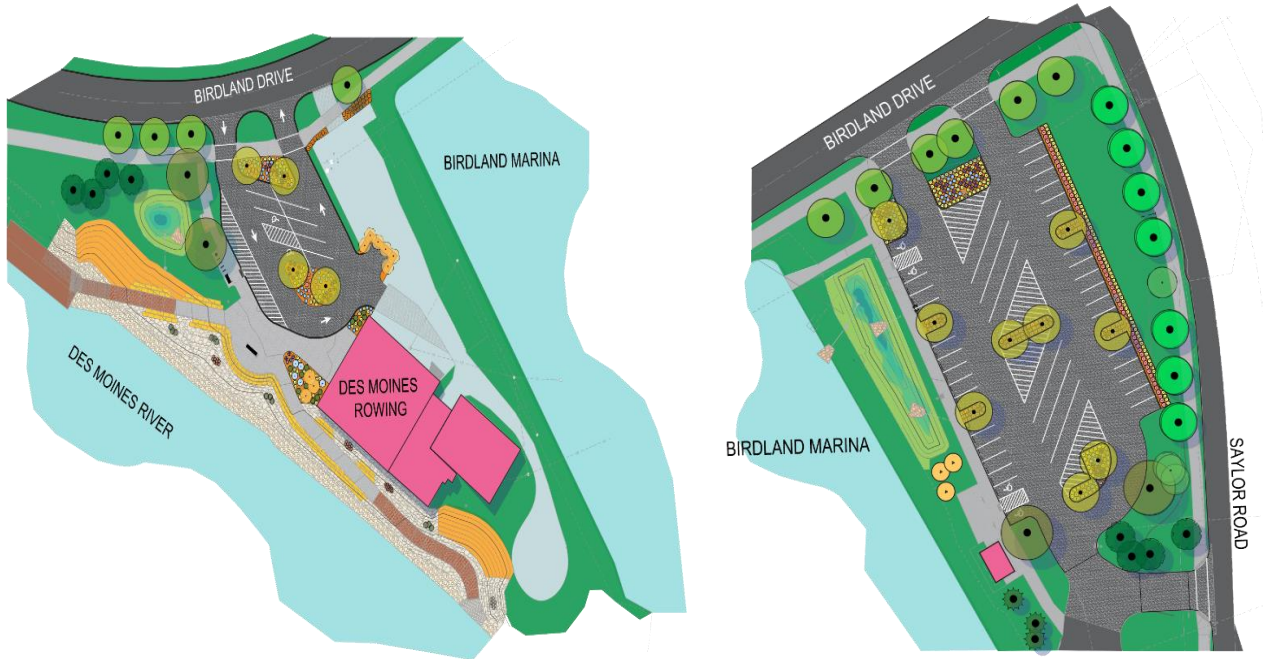 BIRDLAND DRIVE
BIRDLAND MARINA
DES MOINES RIVER
DES MOINES
ROWING
BIRDLAND DRIVE
BIRDLAND MARINA
SAYLOR ROAD